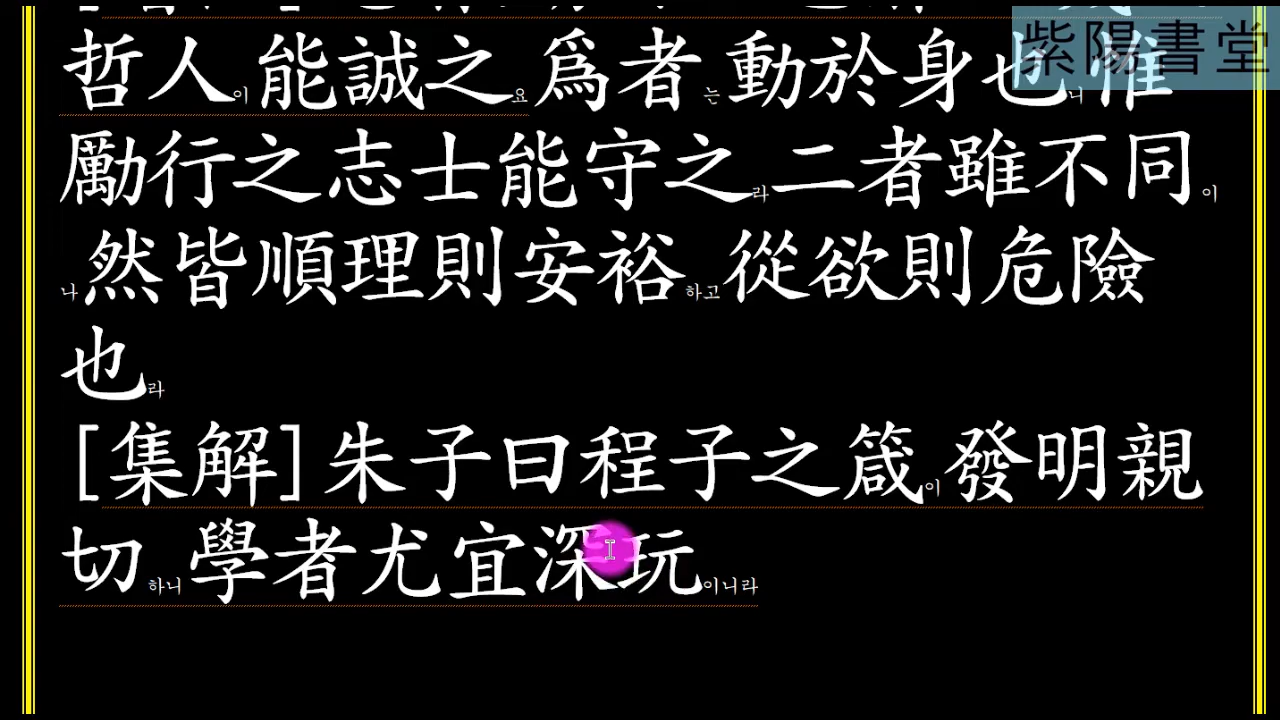 紫陽書堂
哲人이能誠之요爲者는動於身也니惟
勵行之志士能守之라二者雖不同이
나然皆順理則安裕하고從欲則危險
也라
[集解]朱子曰程子之箴이發明親
切하니學者尤宜深玩이니라